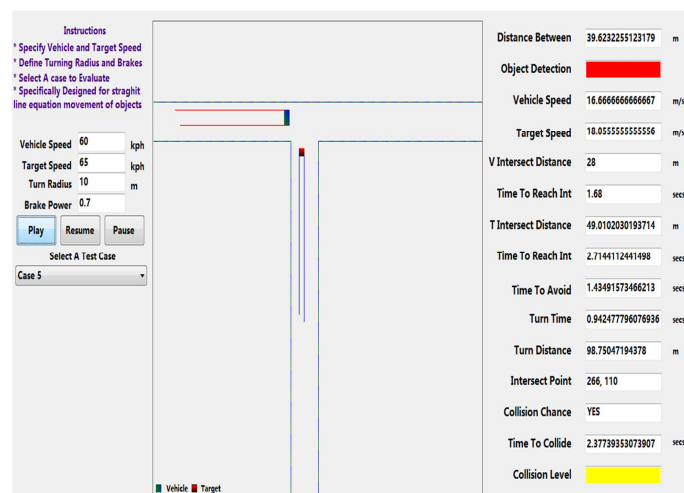 Instructions
* Specify Vehicle and Target Speed
* Define Turning Radius and Brakes
* Select A case to Evaluate
* Specifically Designed for straghit
line equation movement of objects
Vehicle Speed 60 kph
Target Speed 65 kph
Turn Radius 10 m
Brake Power 0.7
Play Resume Pause
Select A Test Case
Case 5
Vehicle Target
Distance Between 39.6232255123179 m
Object Detection
Vehicle Speed 16.6666666666667 m/s
Target Speed 18.0555555555556 m/s
V Intersect Distance 28 m
Time To Reach Int 1.68 secs
T Intersect Distance 49.0102030193714 m
Time To Reach Int 2.7144112441498 secs
Time To Avoid 1.43491573466213 secs
Turn Time 0.942477796076936 secs
Turn Distance 98.75047194378 m
Intersect Point 266, 110
Collision Chance YES
Time To Collide 2.37739353073907 secs
Collision Level